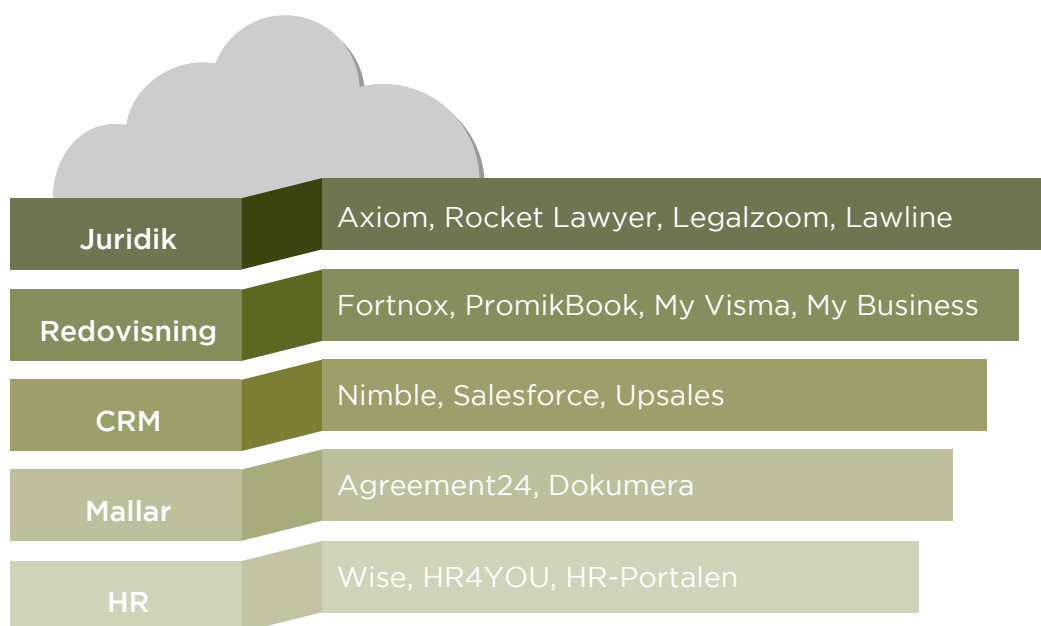 Juridik
Axiom, Rocket Lawyer, Legalzoom, Lawline
Redovisning
Fortnox, PromikBook, My Visma, My Business
CRM
Nimble, Salesforce, Upsales
Mallar
Agreement24, Dokumera
HR
Wise, HR4YOU, HR-Portalen